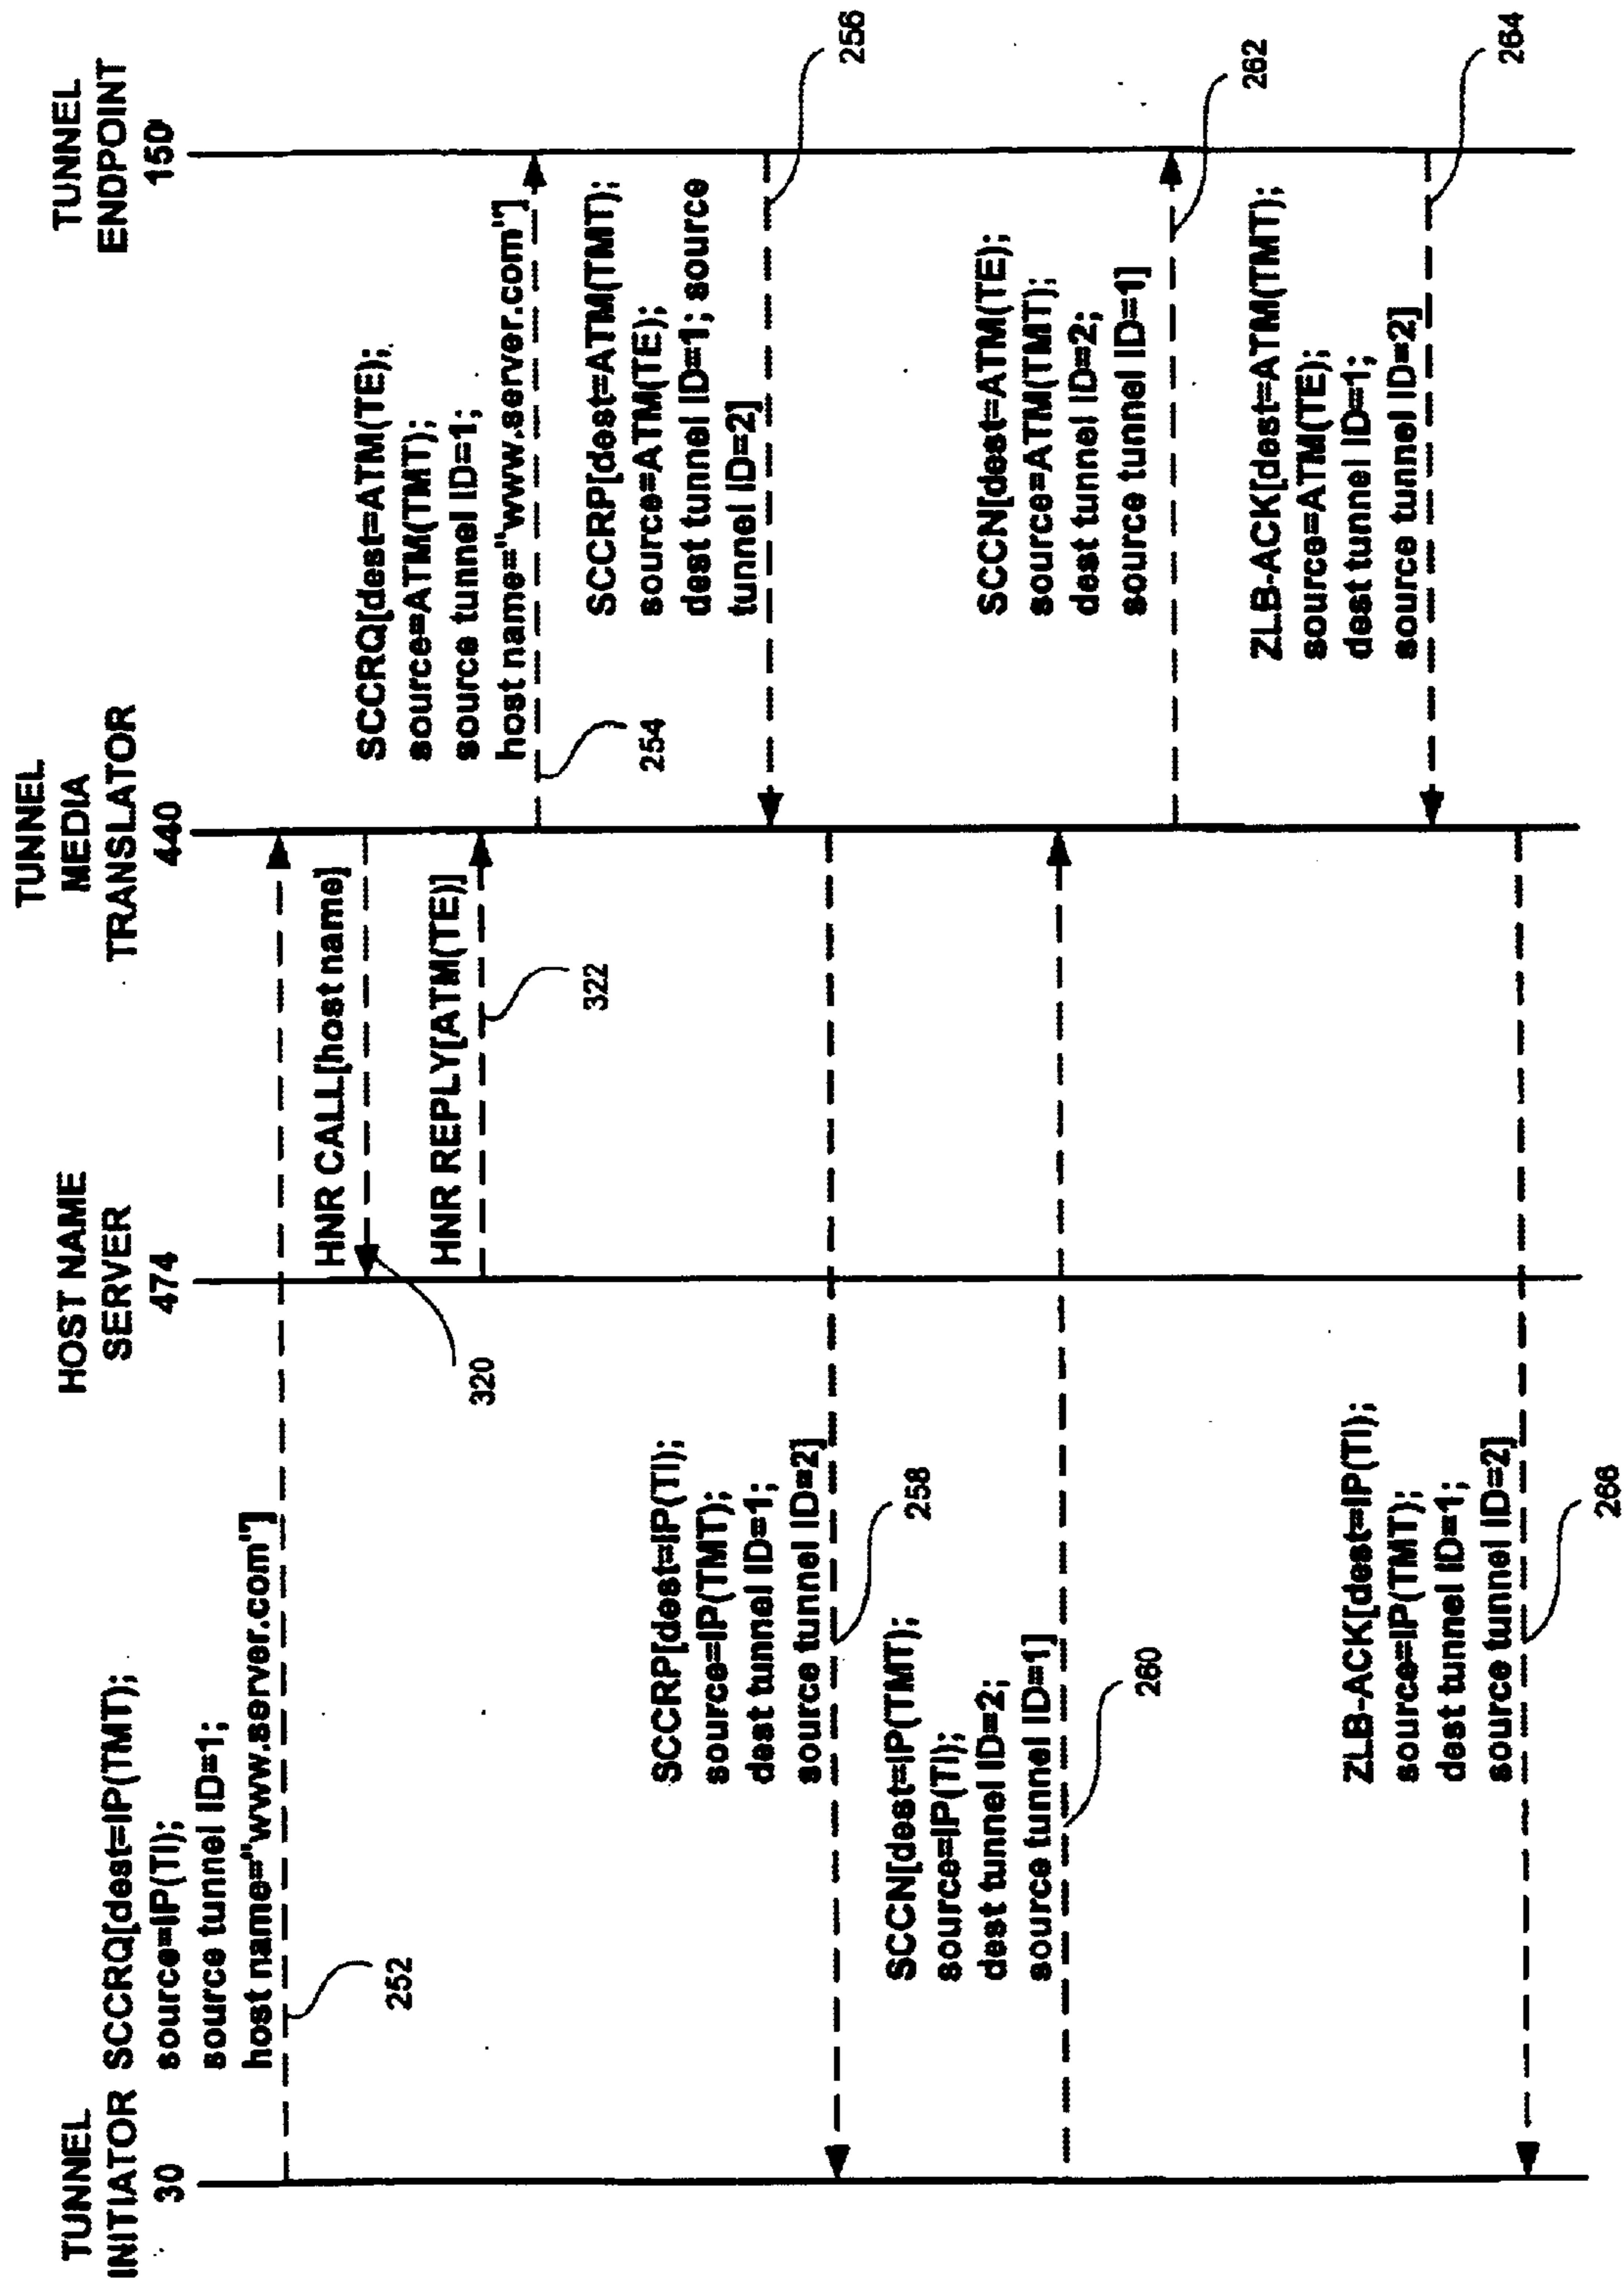 TUNNEL
INITIATOR
30
HOST NAME
SERVER
474
TUNNEL
MEDIA
TRANSLATOR
440
TUNNEL
ENDPOINT
150
SCCRQ[dest=IP(TMT);
source=IP(TI);
source tunnel ID=1;
host name="www.server.com"]
252
HNR CALL[host name]
320
HNR REPLY[ATM(TE)]
322
SCCRQ[dest=ATM(TE);
source=ATM(TMT);
source tunnel ID=1;
host name="www.server.com"]
254
SCCRP[dest=ATM(TMT);
source=ATM(TE);
dest tunnel ID=1; source
tunnel ID=2]
256
SCCRP[dest=IP(TI);
source=IP(TMT);
dest tunnel ID=1;
source tunnel ID=2]
258
SCCN[dest=IP(TMT);
source=IP(TI);
dest tunnel ID=2;
source tunnel ID=1]
260
SCCN[dest=ATM(TE);
source=ATM(TMT);
dest tunnel ID=2;
source tunnel ID=1]
262
ZLB-ACK[dest=ATM(TMT);
source=ATM(TE);
dest tunnel ID=1;
source tunnel ID=2]
264
ZLB-ACK[dest=IP(TI);
source=IP(TMT);
dest tunnel ID=1;
source tunnel ID=2]
266